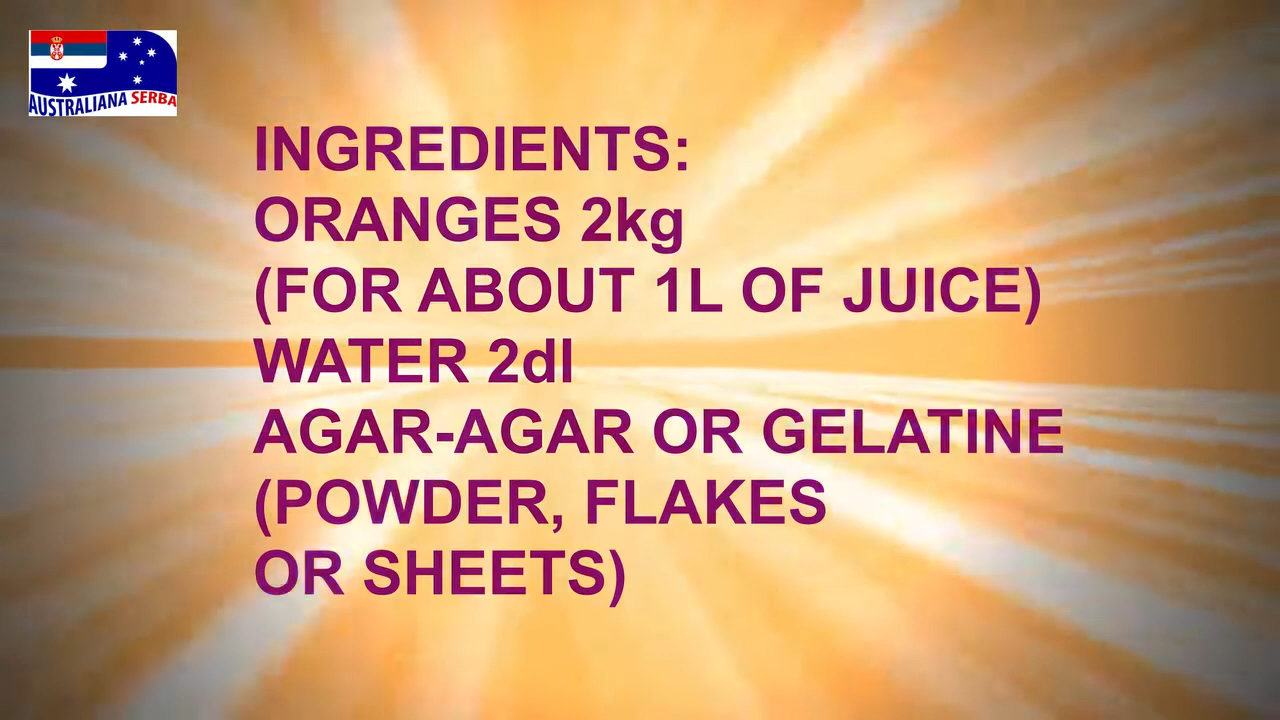 AUSTRALIANA SERBA
INGREDIENTS:
ORANGES 2kg
(FOR ABOUT 1L OF JUICE)
WATER 2dl
AGAR-AGAR OR GELATINE
(POWDER, FLAKES
OR SHEETS)